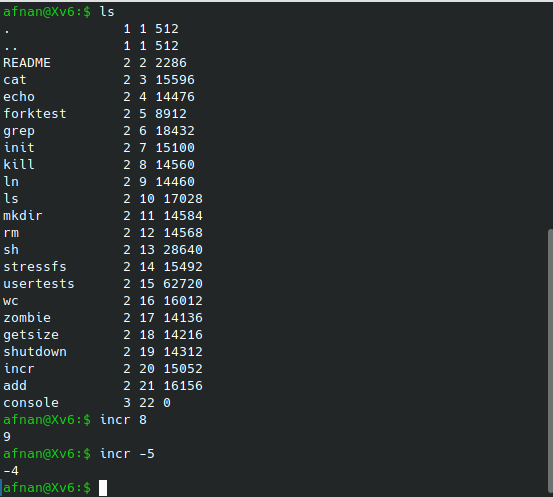 afnan@Xv6:$ ls
. 1 1 512
.. 1 1 512
README 2 2 2286
cat 2 3 15596
echo 2 4 14476
forktest 2 5 8912
grep 2 6 18432
init 2 7 15100
kill 2 8 14560
ln 2 9 14460
ls 2 10 17028
mkdir 2 11 14584
rm 2 12 14568
sh 2 13 28640
stressfs 2 14 15492
usertests 2 15 62720
wc 2 16 16012
zombie 2 17 14136
getsize 2 18 14216
shutdown 2 19 14312
incr 2 20 15052
add 2 21 16156
console 3 22 0
afnan@Xv6:$ incr 8
9
afnan@Xv6:$ incr -5
-4
afnan@Xv6:$